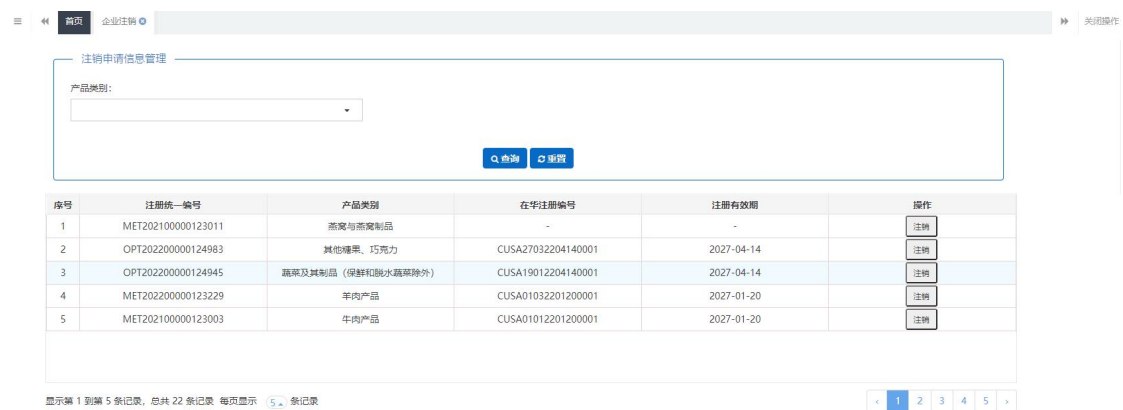 首页 企业注销 关闭操作
注销申请信息管理
产品类别：
查询 重置
序号 注册统一编号 产品类别 在华注册编号 注册有效期 操作
1 MET202100000123011 燕窝与燕窝制品 - - 注销
2 OPT202200000124983 其他糖果、巧克力 CUSA27032204140001 2027-04-14 注销
3 OPT202200000124945 蔬菜及其制品（保鲜和脱水蔬菜除外） CUSA19012204140001 2027-04-14 注销
4 MET202200000123229 羊肉产品 CUSA01032201200001 2027-01-20 注销
5 MET202100000123003 牛肉产品 CUSA01012201200001 2027-01-20 注销
显示第 1 到第 5 条记录，总共 22 条记录 每页显示 5 条记录 ‹ 1 2 3 4 5 ›